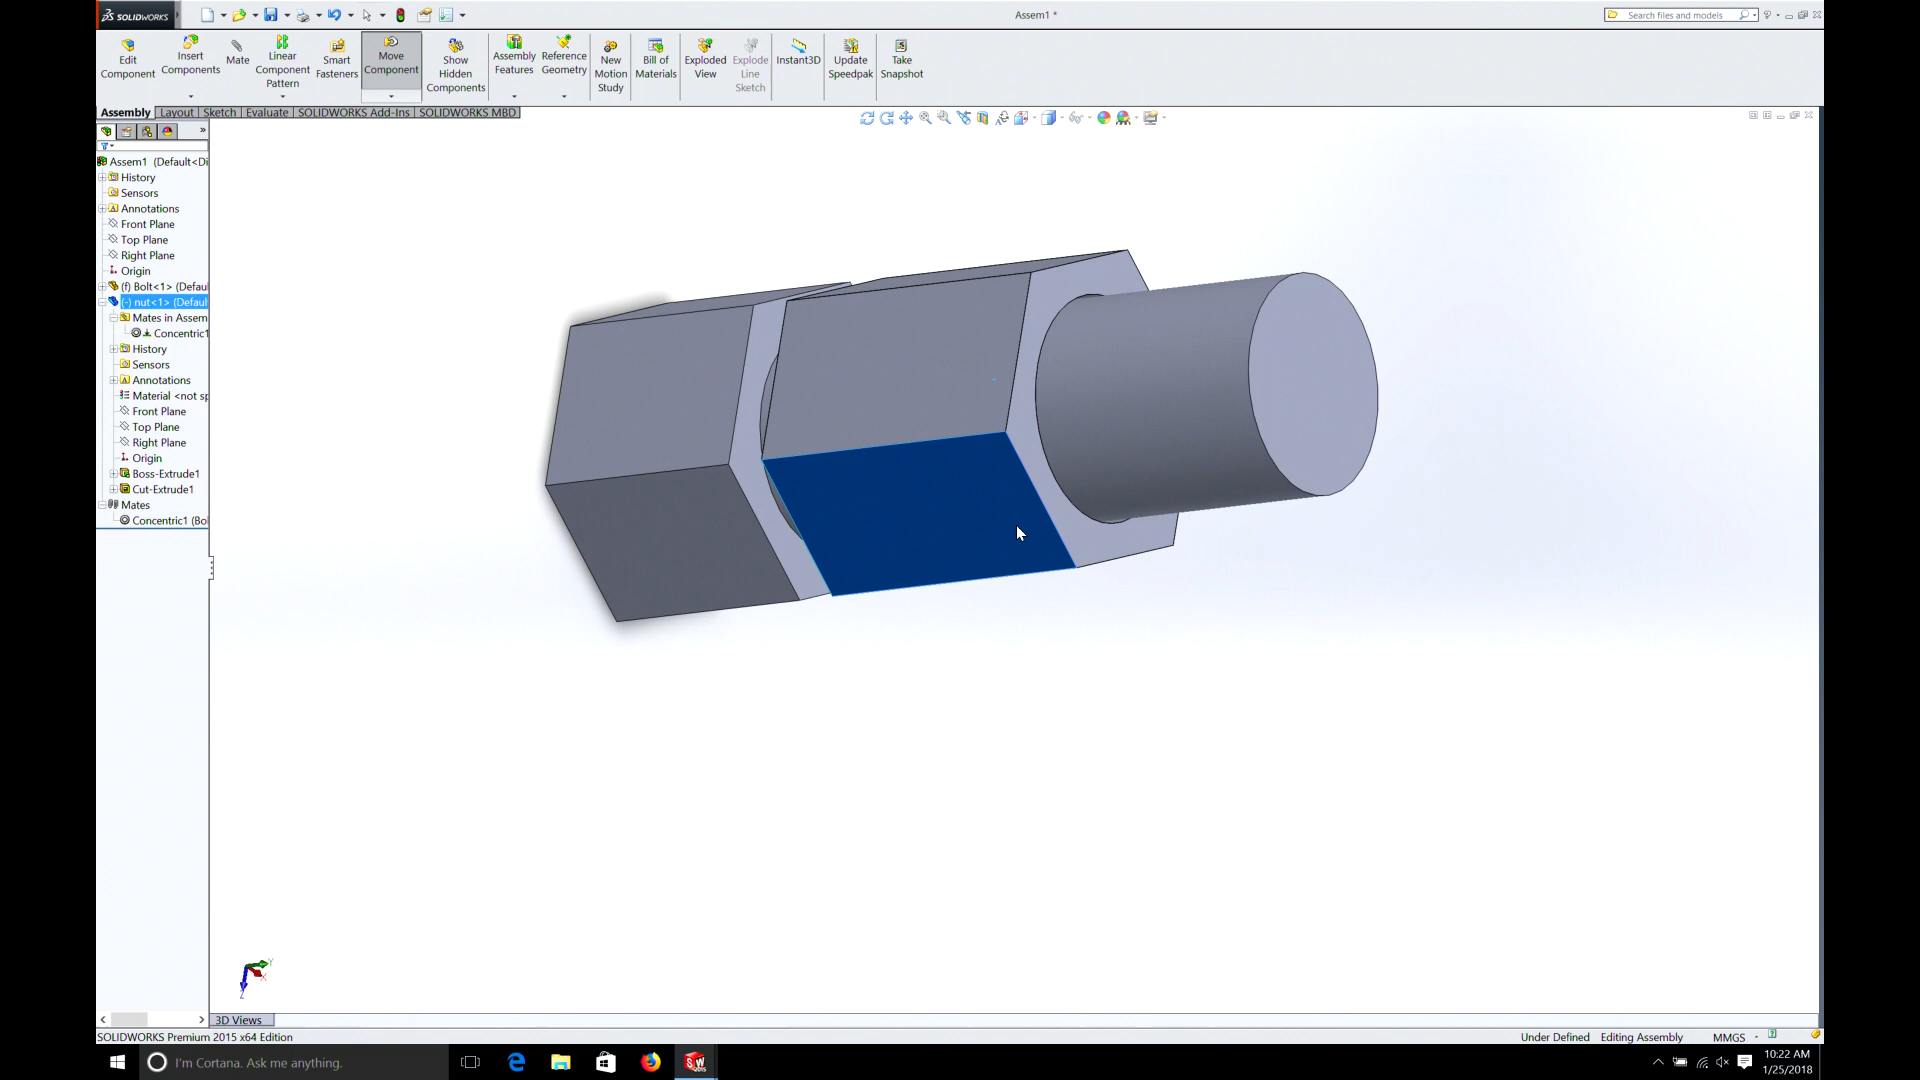 SOLIDWORKS
Assem1 *
Search files and models
Edit Component
Insert Components
Mate
Linear Component Pattern
Smart Fasteners
Move Component
Show Hidden Components
Assembly Features
Reference Geometry
New Motion Study
Bill of Materials
Exploded View
Explode Line Sketch
Instant3D
Update Speedpak
Take Snapshot
Assembly Layout Sketch Evaluate SOLIDWORKS Add-Ins SOLIDWORKS MBD
Assem1 (Default<Di
History
Sensors
Annotations
Front Plane
Top Plane
Right Plane
Origin
(f) Bolt<1> (Defaul
(-) nut<1> (Defaul
Mates in Assem
Concentric1
History
Sensors
Annotations
Material <not sp
Front Plane
Top Plane
Right Plane
Origin
Boss-Extrude1
Cut-Extrude1
Mates
Concentric1 (Bol
Y
X
Z
3D Views
SOLIDWORKS Premium 2015 x64 Edition
Under Defined Editing Assembly MMGS
I'm Cortana. Ask me anything.
SW
2015
10:22 AM
1/25/2018